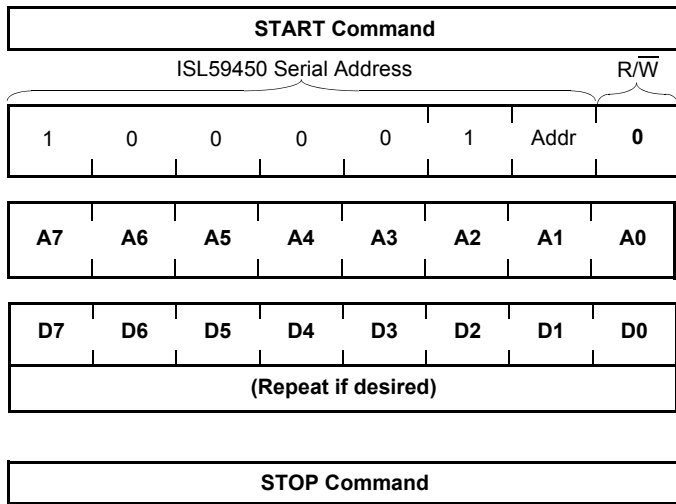 START Command
ISL59450 Serial Address R/W̅
1 0 0 0 0 1 Addr 0
A7 A6 A5 A4 A3 A2 A1 A0
D7 D6 D5 D4 D3 D2 D1 D0
(Repeat if desired)
STOP Command